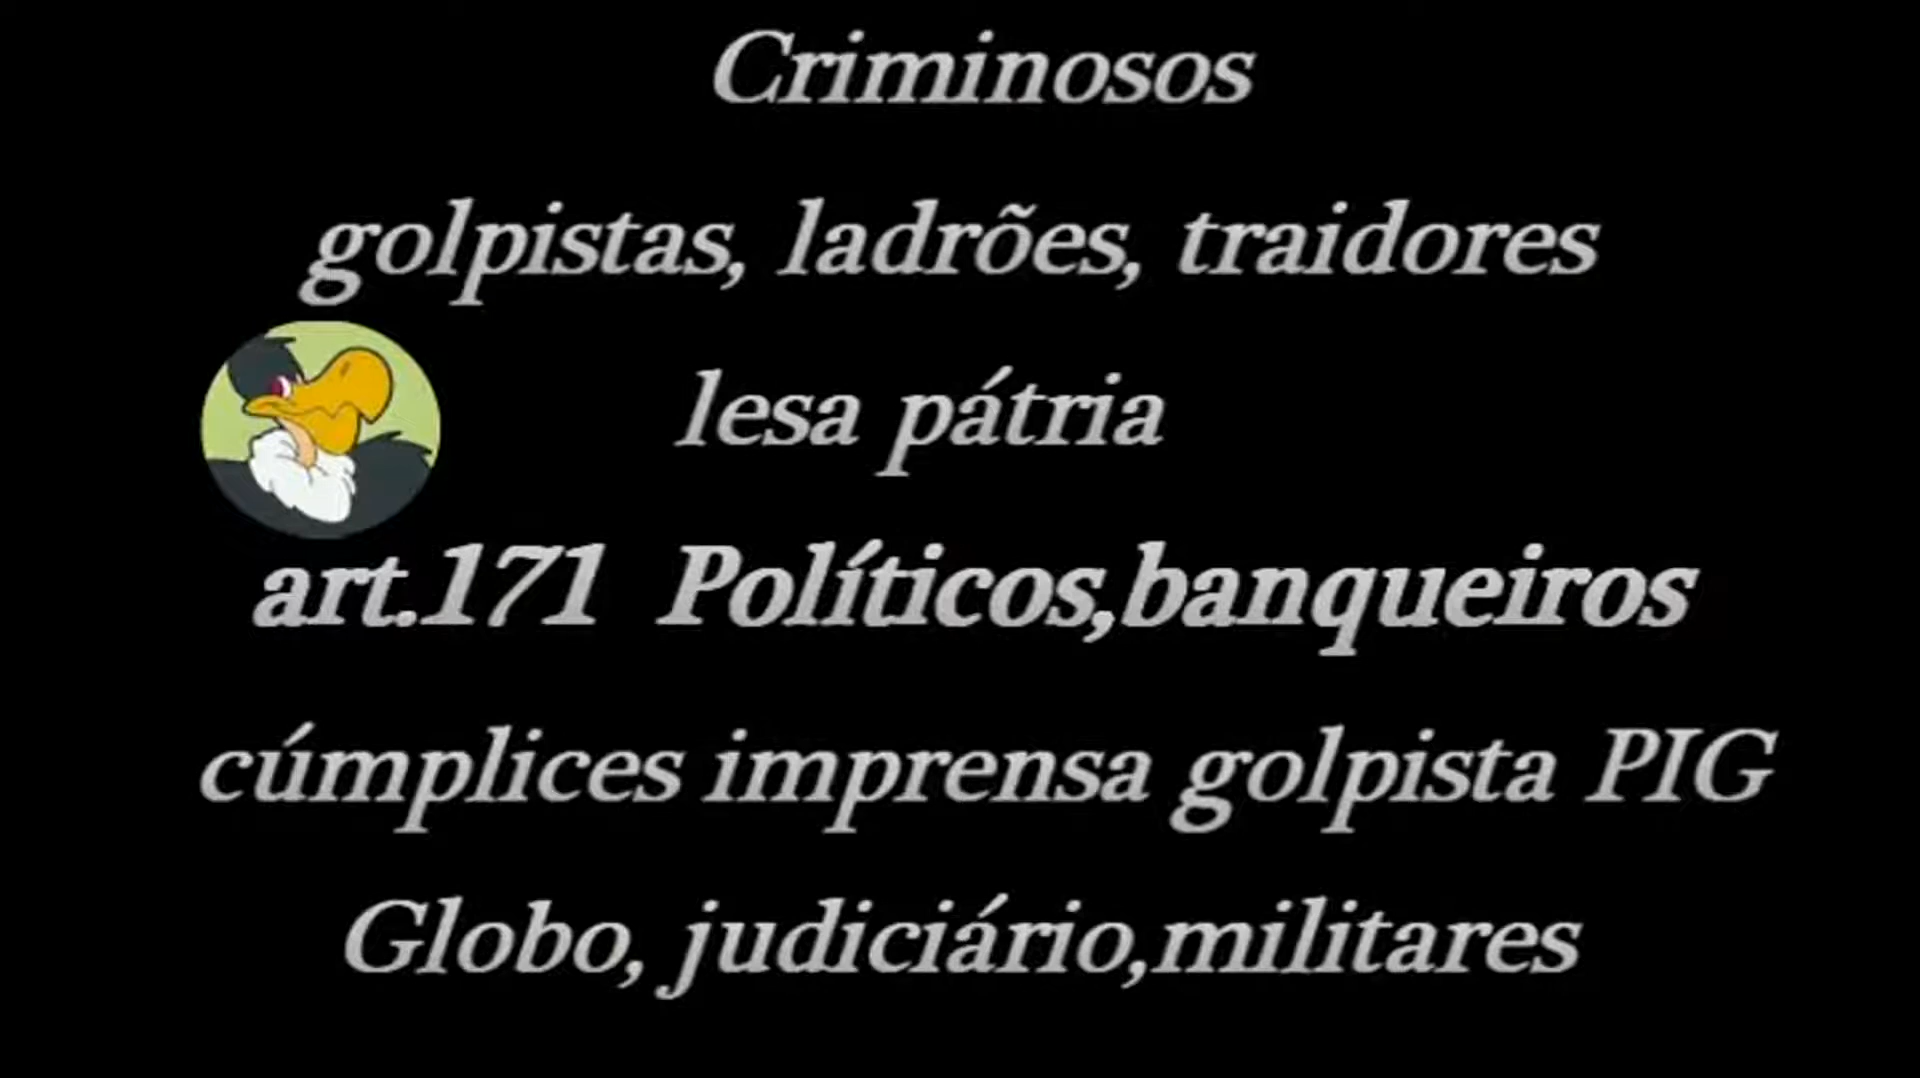 Criminosos
golpistas, ladrões, traidores
lesa pátria
art.171 Políticos,banqueiros
cúmplices imprensa golpista PIG
Globo, judiciário,militares